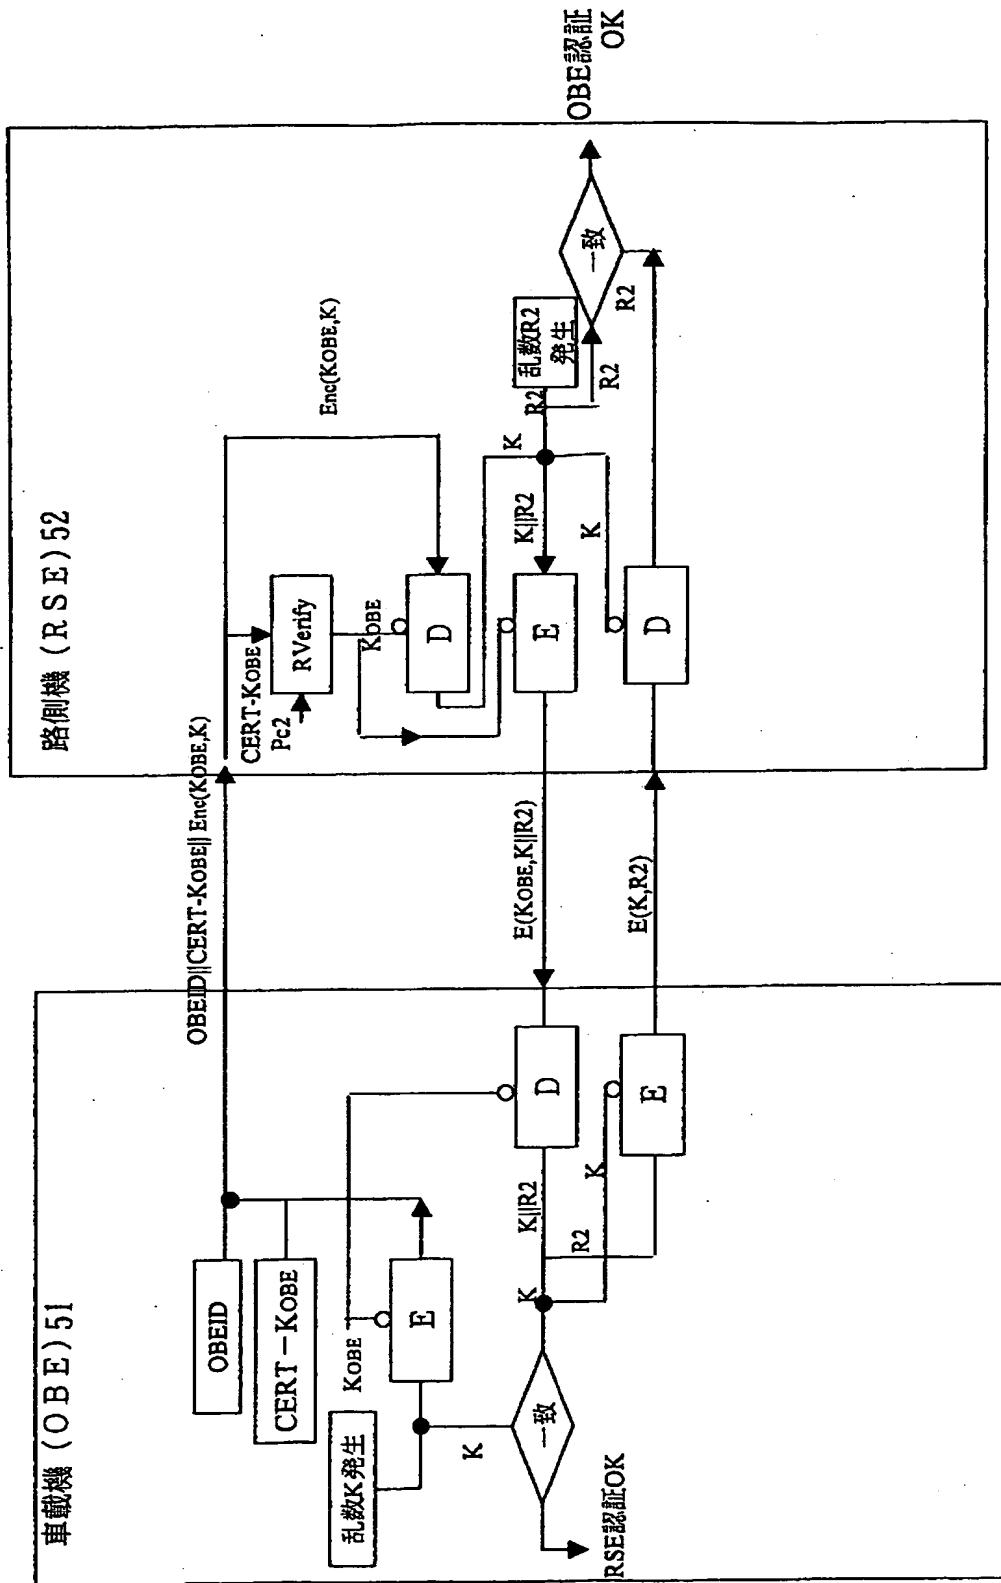 車載機(OBE)51
OBEID
CERT－KOBE
乱数K発生
KOBE
E
K
一致
RSE認証OK
K
K||R2
R2
K
D
E
OBEID||CERT-KOBE||Enc(KOBE,K)
E(KOBE,K||R2)
E(K,R2)
路側機(RSE)52
CERT-KOBE
Pc2
RVerify
KOBE
D
Enc(KOBE,K)
E
K||R2
K
R2
乱数R2
発生
K
D
R2
R2
一致
OBE認証
OK